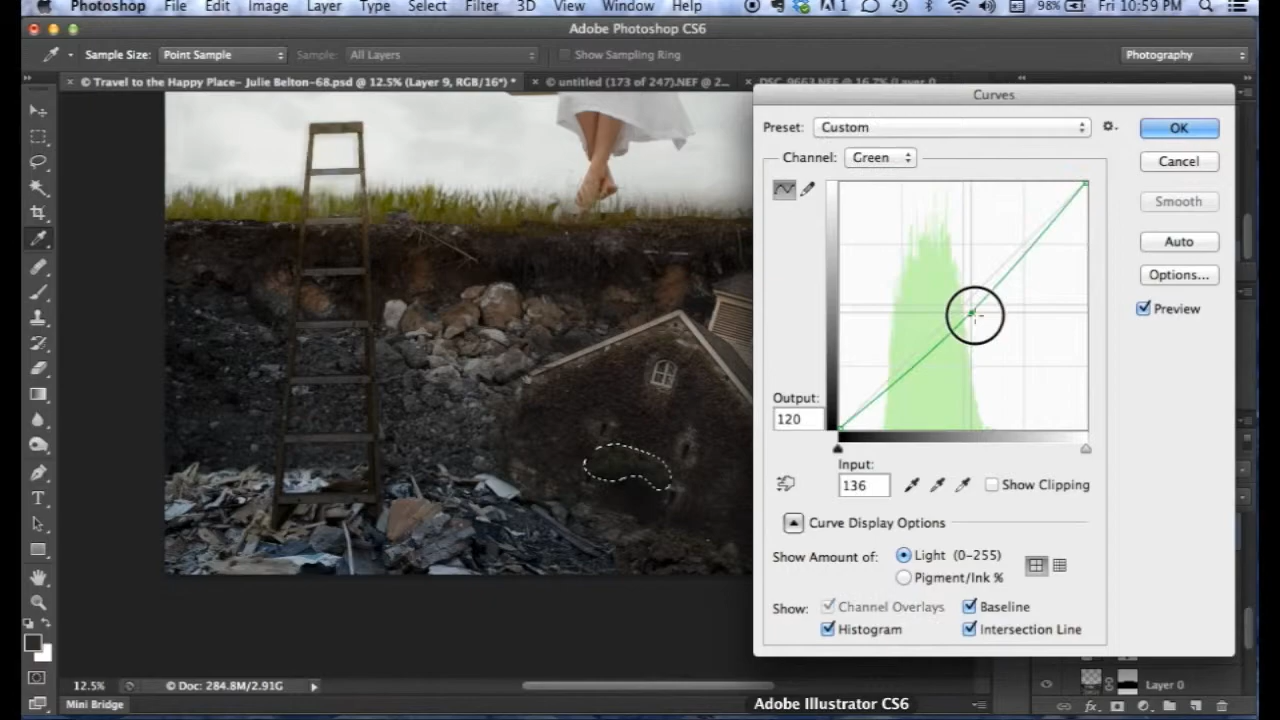 Photoshop File Edit Image Layer Type Select Filter 3D View Window Help 1 98% Fri 10:59 PM
Adobe Photoshop CS6
Sample Size: Point Sample Sample: All Layers Show Sampling Ring Photography
× © Travel to the Happy Place– Julie Belton–68.psd @ 12.5% (Layer 9, RGB/16*) * × © untitled (173 of 247).NEF @ 2... × DSC_9663.NEF @ 16.7% (Layer 0
Curves
Preset: Custom
OK
Channel: Green
Cancel
Smooth
Auto
Options...
Preview
Output:
120
Input:
136
Show Clipping
Curve Display Options
Show Amount of: Light (0–255)
Pigment/Ink %
Show: Channel Overlays Baseline
Histogram Intersection Line
12.5% © Doc: 284.8M/2.91G
Layer 0
Mini Bridge
Adobe Illustrator CS6
fx